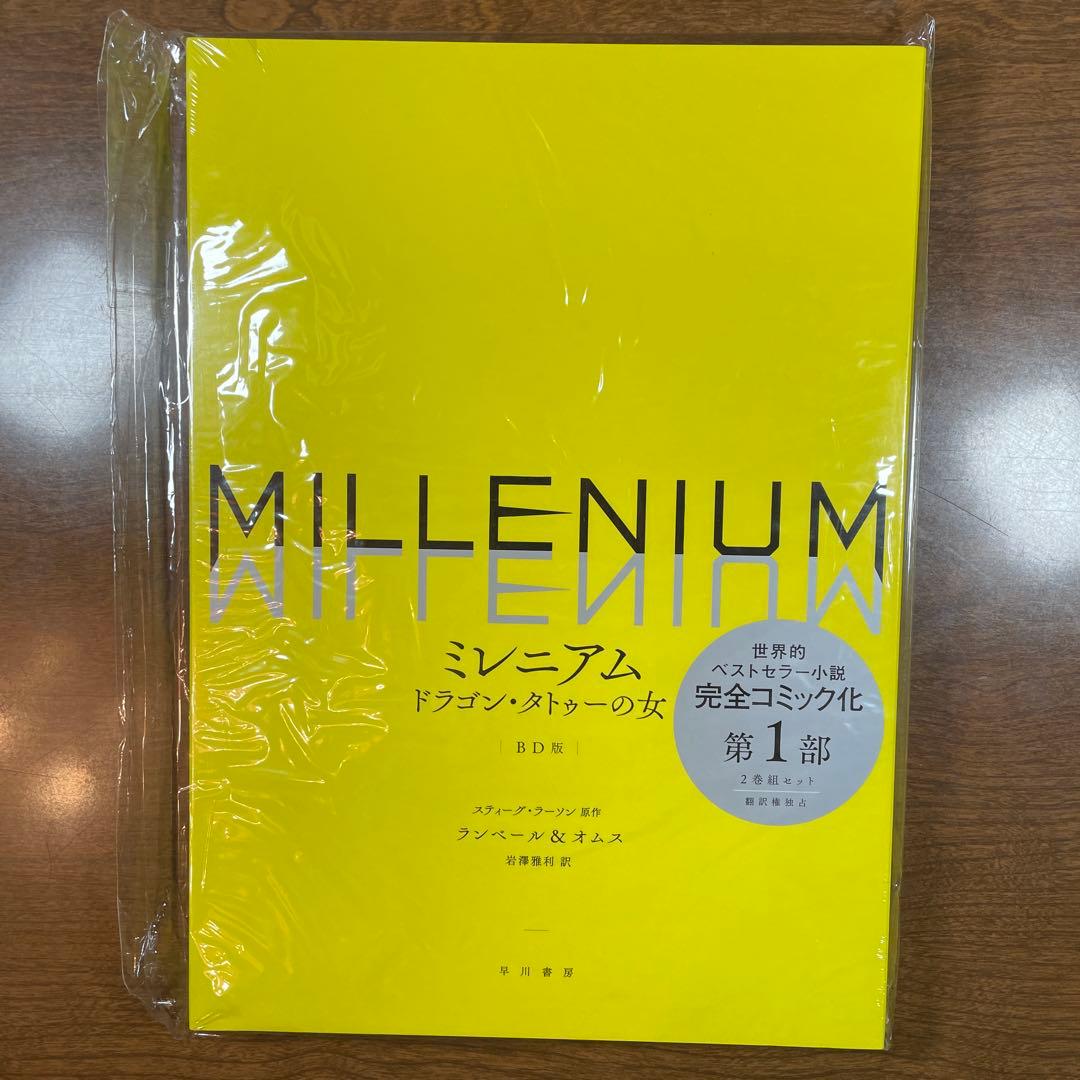 MILLENIUM
MILLENIUM
ミレニアム
ドラゴン・タトゥーの女
BD版
スティーグ・ラーソン 原作
ランベール&オムス
岩澤雅利 訳
早川書房
世界的
ベストセラー小説
完全コミック化
第1部
2巻組セット
翻訳権独占